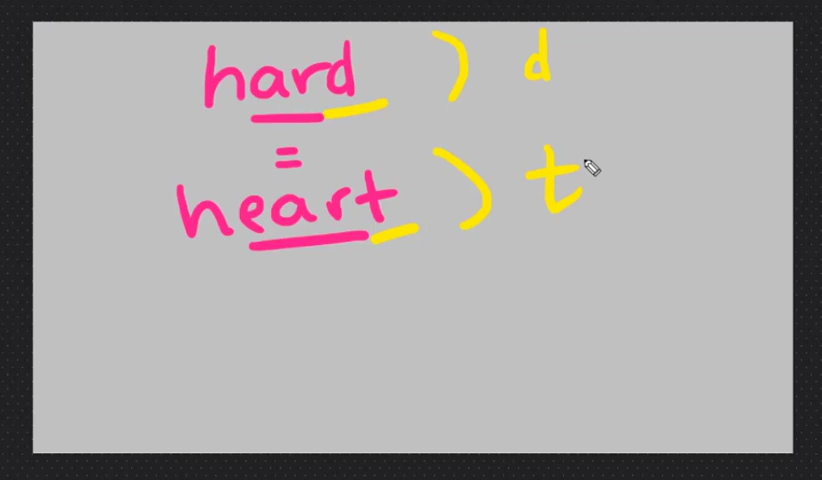 hard ) d
=
heart ) t